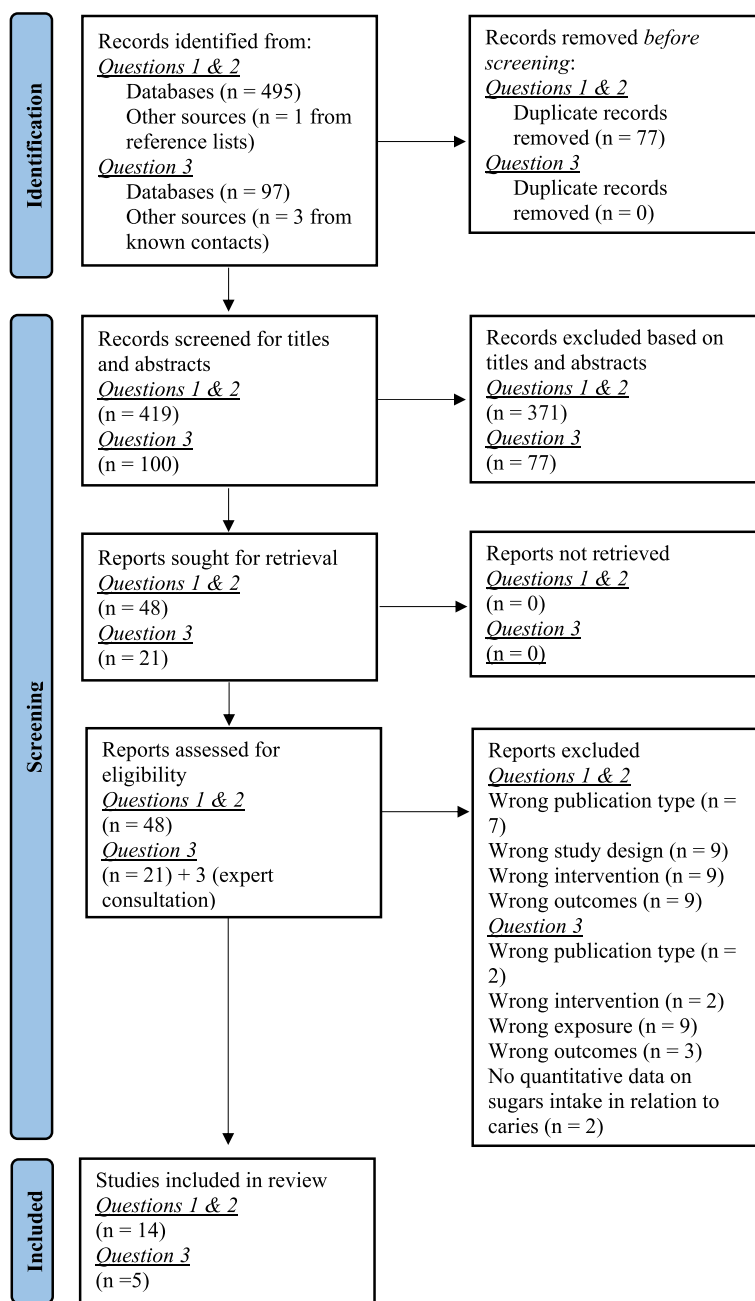 Identification
Records identified from:
Questions 1 & 2
Databases (n = 495)
Other sources (n = 1 from
reference lists)
Question 3
Databases (n = 97)
Other sources (n = 3 from
known contacts)
Records removed before
screening:
Questions 1 & 2
Duplicate records
removed (n = 77)
Question 3
Duplicate records
removed (n = 0)
Screening
Records screened for titles
and abstracts
Questions 1 & 2
(n = 419)
Question 3
(n = 100)
Records excluded based on
titles and abstracts
Questions 1 & 2
(n = 371)
Question 3
(n = 77)
Reports sought for retrieval
Questions 1 & 2
(n = 48)
Question 3
(n = 21)
Reports not retrieved
Questions 1 & 2
(n = 0)
Question 3
(n = 0)
Reports assessed for
eligibility
Questions 1 & 2
(n = 48)
Question 3
(n = 21) + 3 (expert
consultation)
Reports excluded
Questions 1 & 2
Wrong publication type (n =
7)
Wrong study design (n = 9)
Wrong intervention (n = 9)
Wrong outcomes (n = 9)
Question 3
Wrong publication type (n =
2)
Wrong intervention (n = 2)
Wrong exposure (n = 9)
Wrong outcomes (n = 3)
No quantitative data on
sugars intake in relation to
caries (n = 2)
Included
Studies included in review
Questions 1 & 2
(n = 14)
Question 3
(n =5)